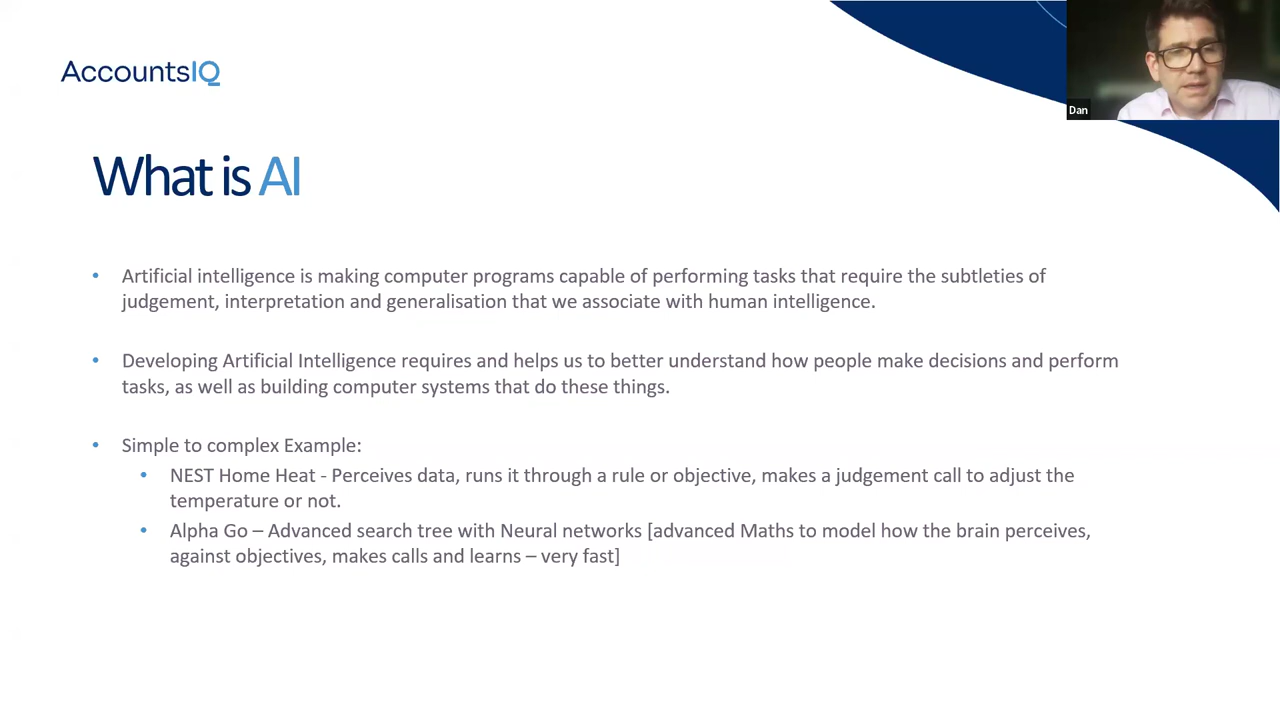 AccountsIQ
Dan
What is AI
• Artificial intelligence is making computer programs capable of performing tasks that require the subtleties of
judgement, interpretation and generalisation that we associate with human intelligence.
• Developing Artificial Intelligence requires and helps us to better understand how people make decisions and perform
tasks, as well as building computer systems that do these things.
• Simple to complex Example:
• NEST Home Heat - Perceives data, runs it through a rule or objective, makes a judgement call to adjust the
temperature or not.
• Alpha Go – Advanced search tree with Neural networks [advanced Maths to model how the brain perceives,
against objectives, makes calls and learns – very fast]